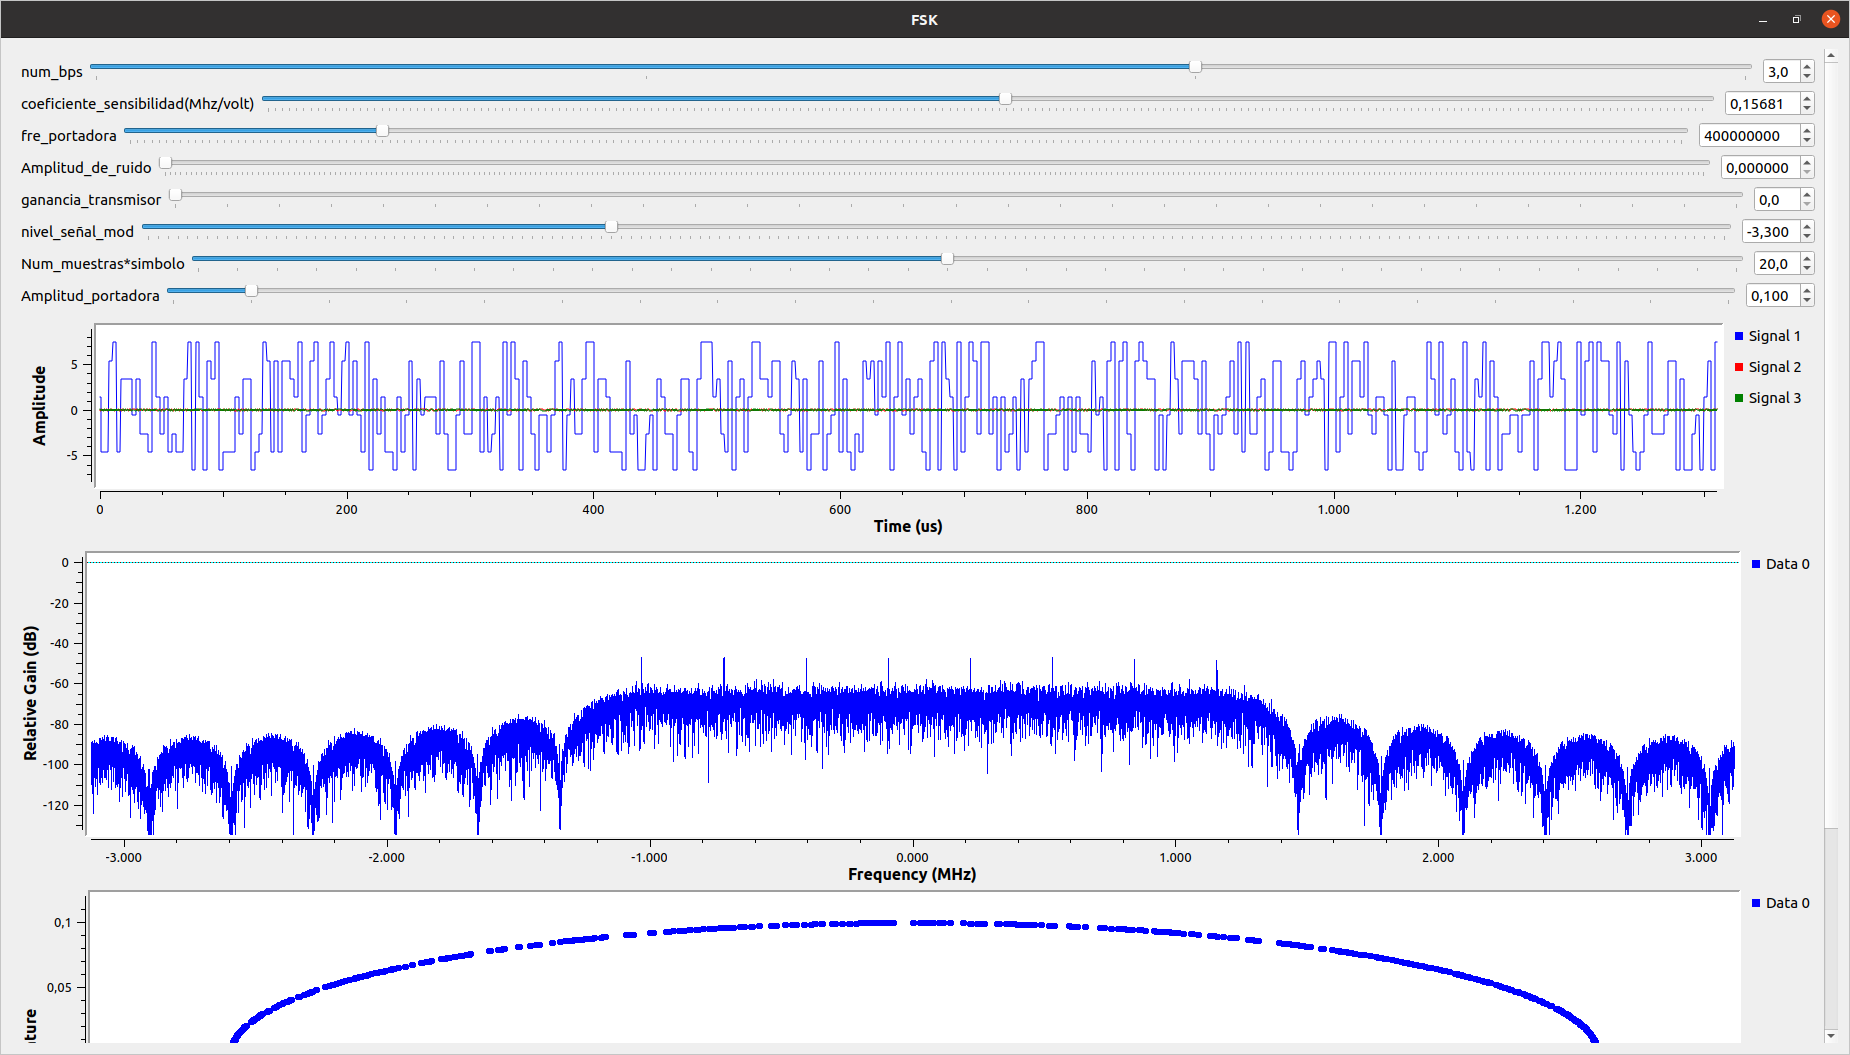 FSK
num_bps 3,0
coeficiente_sensibilidad(Mhz/volt) 0,15681
fre_portadora 400000000
Amplitud_de_ruido 0,000000
ganancia_transmisor 0,0
nivel_señal_mod -3,300
Num_muestras*simbolo 20,0
Amplitud_portadora 0,100
Amplitude
5
0
-5
0 200 400 600 800 1.000 1.200
Time (us)
Signal 1
Signal 2
Signal 3
Relative Gain (dB)
0
-20
-40
-60
-80
-100
-120
-3.000 -2.000 -1.000 0.000 1.000 2.000 3.000
Frequency (MHz)
Data 0
0,1
0,05
Data 0